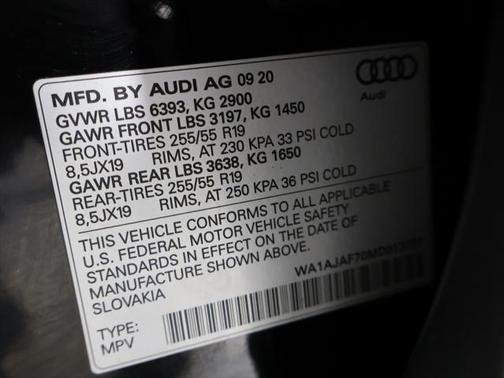 MFD. BY AUDI AG 09 20
GVWR LBS 6393, KG 2900
GAWR FRONT LBS 3197, KG 1450
FRONT-TIRES 255/55 R19
8,5JX19 RIMS, AT 230 KPA 33 PSI COLD
GAWR REAR LBS 3638, KG 1650
REAR-TIRES 255/55 R19
8,5JX19 RIMS, AT 250 KPA 36 PSI COLD
Audi
THIS VEHICLE CONFORMS TO ALL APPLICABLE
U.S. FEDERAL MOTOR VEHICLE SAFETY
STANDARDS IN EFFECT ON THE DATE OF
MANUFACTURE SHOWN ABOVE.
SLOVAKIA
TYPE:
MPV